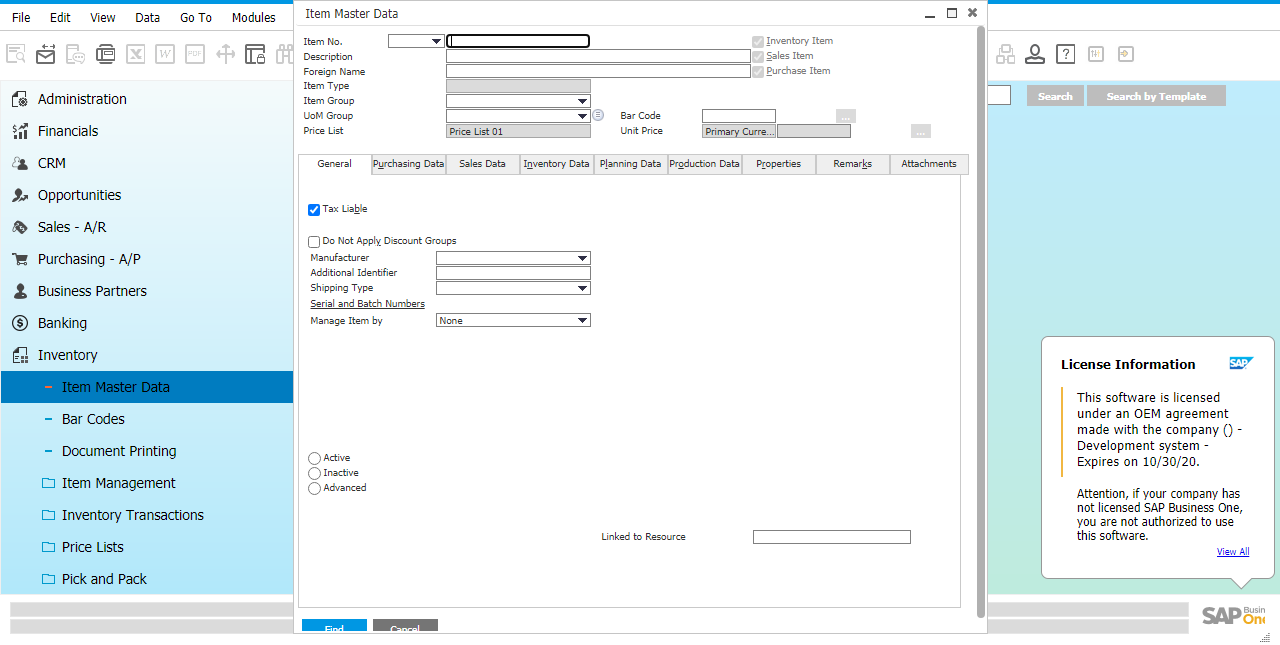 File Edit View Data Go To Modules
Item Master Data
Administration
Financials
CRM
Opportunities
Sales - A/R
Purchasing - A/P
Business Partners
Banking
Inventory
Item Master Data
Bar Codes
Document Printing
Item Management
Inventory Transactions
Price Lists
Pick and Pack
Item No.
Inventory Item
Description
Sales Item
Foreign Name
Purchase Item
Item Type
Item Group
UoM Group
Bar Code
...
Price List
Price List 01
Unit Price
Primary Curre...
...
General Purchasing Data Sales Data Inventory Data Planning Data Production Data Properties Remarks Attachments
Tax Liable
Do Not Apply Discount Groups
Manufacturer
Additional Identifier
Shipping Type
Serial and Batch Numbers
Manage Item by
None
Active
Inactive
Advanced
Linked to Resource
Find Cancel
Search Search by Template
License Information
SAP
This software is licensed
under an OEM agreement
made with the company () -
Development system -
Expires on 10/30/20.
Attention, if your company has
not licensed SAP Business One,
you are not authorized to use
this software.
View All
SAP Busin
One